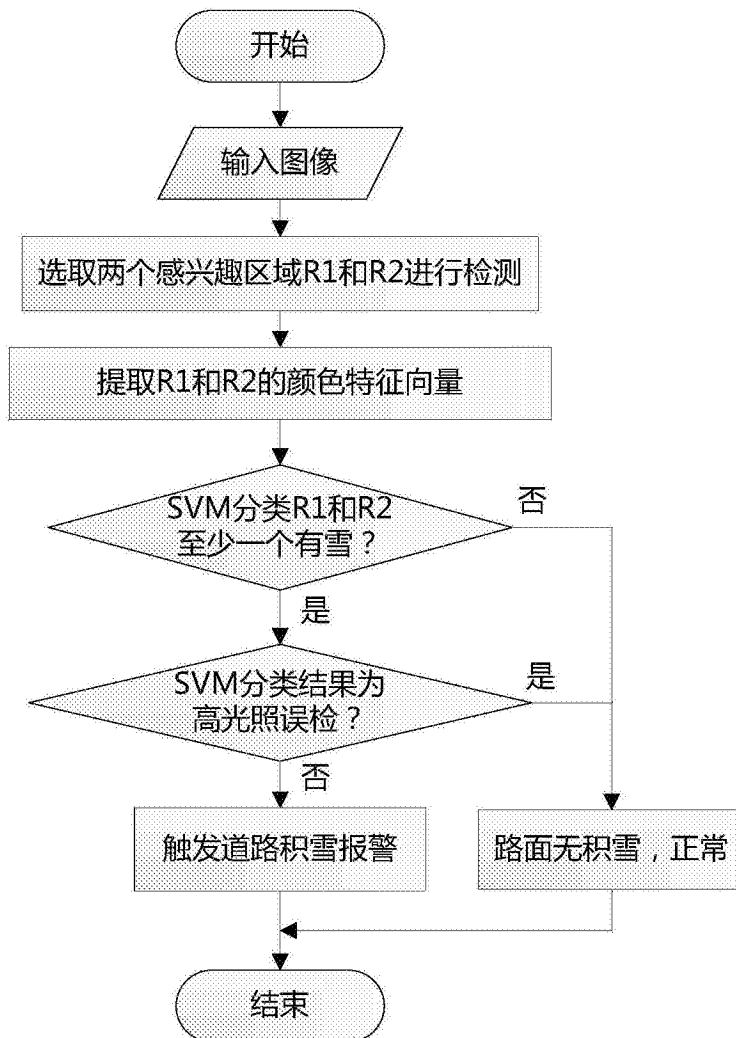 开始
输入图像
选取两个感兴趣区域R1和R2进行检测
提取R1和R2的颜色特征向量
SVM分类R1和R2
至少一个有雪？
否
是
SVM分类结果为
高光照误检？
是
否
触发道路积雪报警
路面无积雪，正常
结束